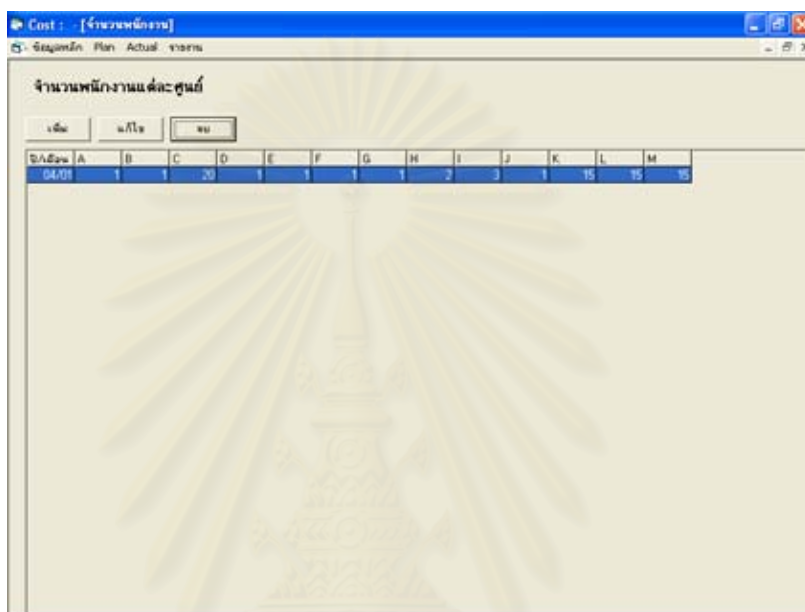 Cost : - [จำนวนพนักงาน]
ข้อมูลหลัก Plan Actual รายงาน
จำนวนพนักงานแต่ละศูนย์
เพิ่ม แก้ไข ลบ
ปี/เดือน A B C D E F G H I J K L M
04/01 1 1 20 1 1 1 1 2 3 1 15 15 15